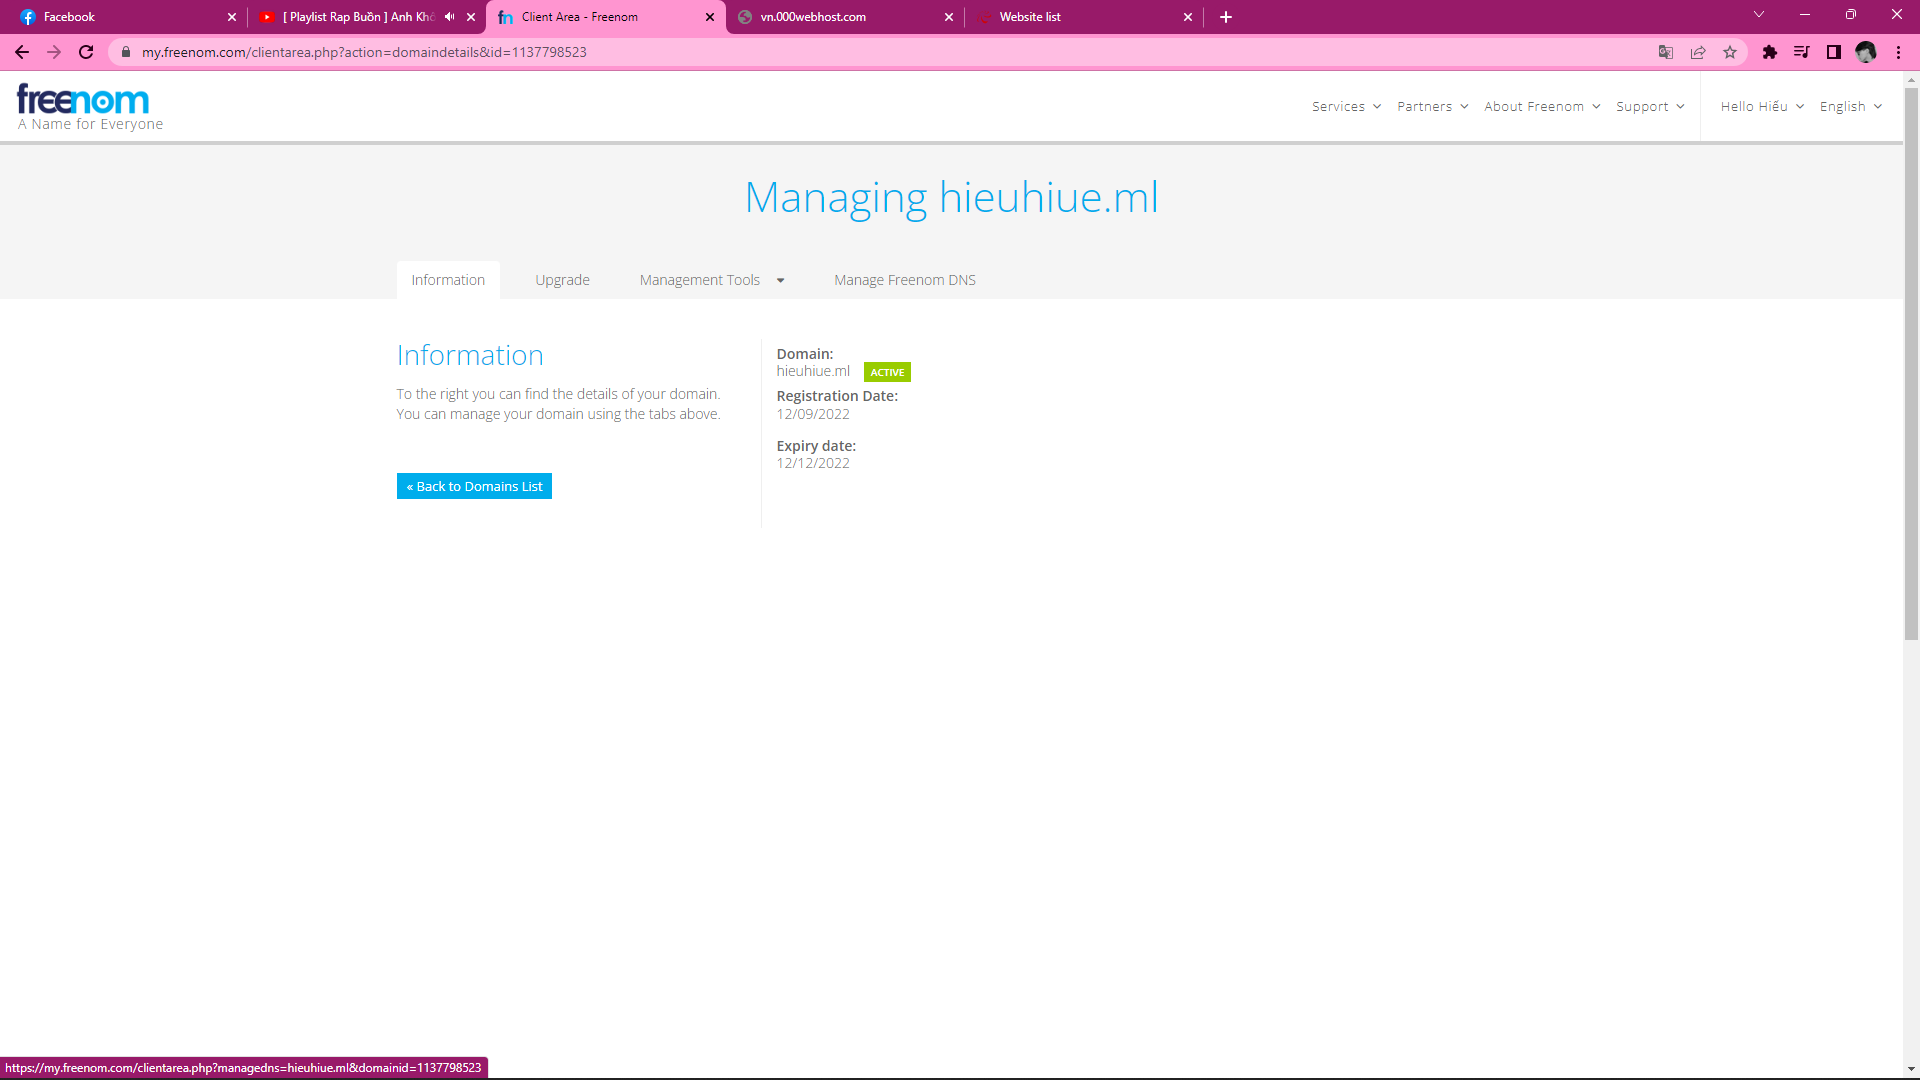 Facebook
[ Playlist Rap Buồn ] Anh Khô
Client Area - Freenom
vn.000webhost.com
Website list
my.freenom.com/clientarea.php?action=domaindetails&id=1137798523
freenom
A Name for Everyone
Services
Partners
About Freenom
Support
Hello Hiếu
English
Managing hieuhiue.ml
Information
Upgrade
Management Tools
Manage Freenom DNS
Information
To the right you can find the details of your domain.
You can manage your domain using the tabs above.
« Back to Domains List
Domain:
hieuhiue.ml ACTIVE
Registration Date:
12/09/2022
Expiry date:
12/12/2022
https://my.freenom.com/clientarea.php?managedns=hieuhiue.ml&domainid=1137798523